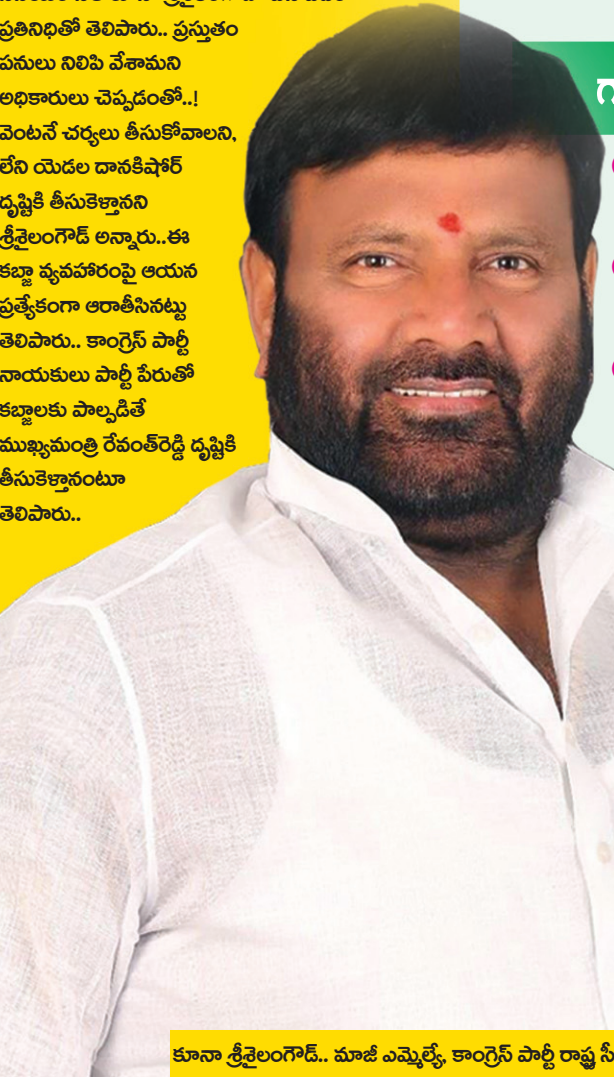 ప్రతినిధితో తెలిపారు.. ప్రస్తుతం
పనులు నిలిపి వేశామని
అధికారులు చెప్పడంతో..!
వెంటనే చర్యలు తీసుకోవాలని,
లేని యెడల దానకిషోర్
దృష్టికి తీసుకెళ్తానని
శ్రీశైలంగౌడ్ అన్నారు..ఈ
కబ్జా వ్యవహారంపై ఆయన
ప్రత్యేకంగా ఆరాతీసినట్టు
తెలిపారు.. కాంగ్రెస్ పార్టీ
నాయకులు పార్టీ పేరుతో
కబ్జాలకు పాల్పడితే
ముఖ్యమంత్రి రేవంత్‌రెడ్డి దృష్టికి
తీసుకెళ్తానంటూ
తెలిపారు..
కూనా శ్రీశైలంగౌడ్.. మాజీ ఎమ్మెల్యే, కాంగ్రెస్ పార్టీ రాష్ట్ర సీ